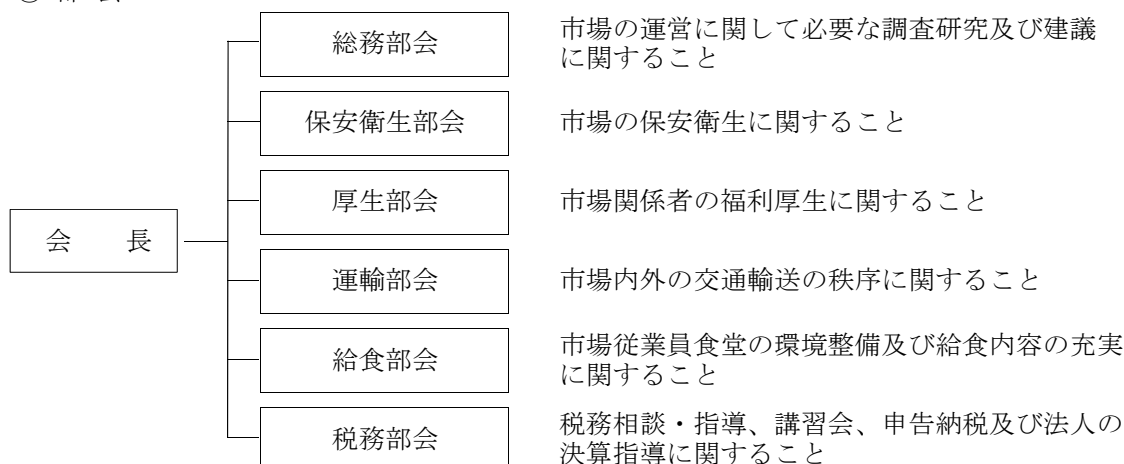 総務部会
市場の運営に関して必要な調査研究及び建議
に関すること
保安衛生部会
市場の保安衛生に関すること
厚生部会
市場関係者の福利厚生に関すること
会　　長
運輸部会
市場内外の交通輸送の秩序に関すること
給食部会
市場従業員食堂の環境整備及び給食内容の充実
に関すること
税務部会
税務相談・指導、講習会、申告納税及び法人の
決算指導に関すること